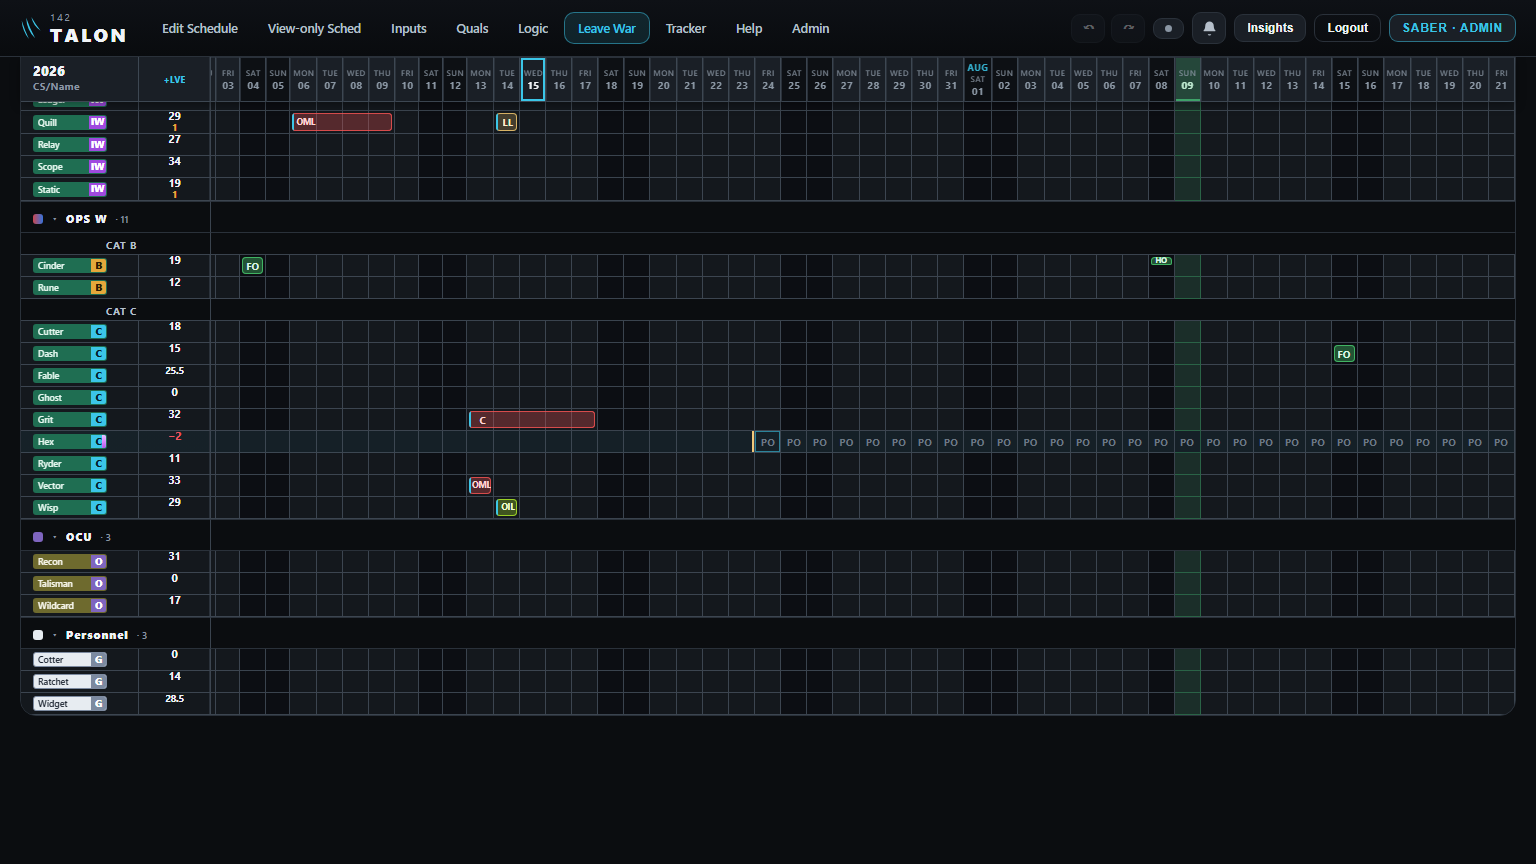 142
TALON
Edit Schedule
View-only Sched
Inputs
Quals
Logic
Leave War
Tracker
Help
Admin
Insights
Logout
SABER · ADMIN
2026
CS/Name
+LVE
FRI 03 SAT 04 SUN 05 MON 06 TUE 07 WED 08 THU 09 FRI 10 SAT 11 SUN 12 MON 13 TUE 14 WED 15 THU 16 FRI 17 SAT 18 SUN 19 MON 20 TUE 21 WED 22 THU 23 FRI 24 SAT 25 SUN 26 MON 27 TUE 28 WED 29 THU 30 FRI 31 AUG SAT 01 SUN 02 MON 03 TUE 04 WED 05 THU 06 FRI 07 SAT 08 SUN 09 MON 10 TUE 11 WED 12 THU 13 FRI 14 SAT 15 SUN 16 MON 17 TUE 18 WED 19 THU 20 FRI 21
Quill IW 29 1 OML LL
Relay IW 27
Scope IW 34
Static IW 19 1
OPS W · 11
CAT B
Cinder B 19 FO HO
Rune B 12
CAT C
Cutter C 18
Dash C 15 FO
Fable C 25.5
Ghost C 0
Grit C 32 C
Hex C −2 PO PO PO PO PO PO PO PO PO PO PO PO PO PO PO PO PO PO PO PO PO PO PO PO PO PO PO PO PO
Ryder C 11
Vector C 33 OML
Wisp C 29 OIL
OCU · 3
Recon O 31
Talisman O 0
Wildcard O 17
Personnel · 3
Cotter G 0
Ratchet G 14
Widget G 28.5